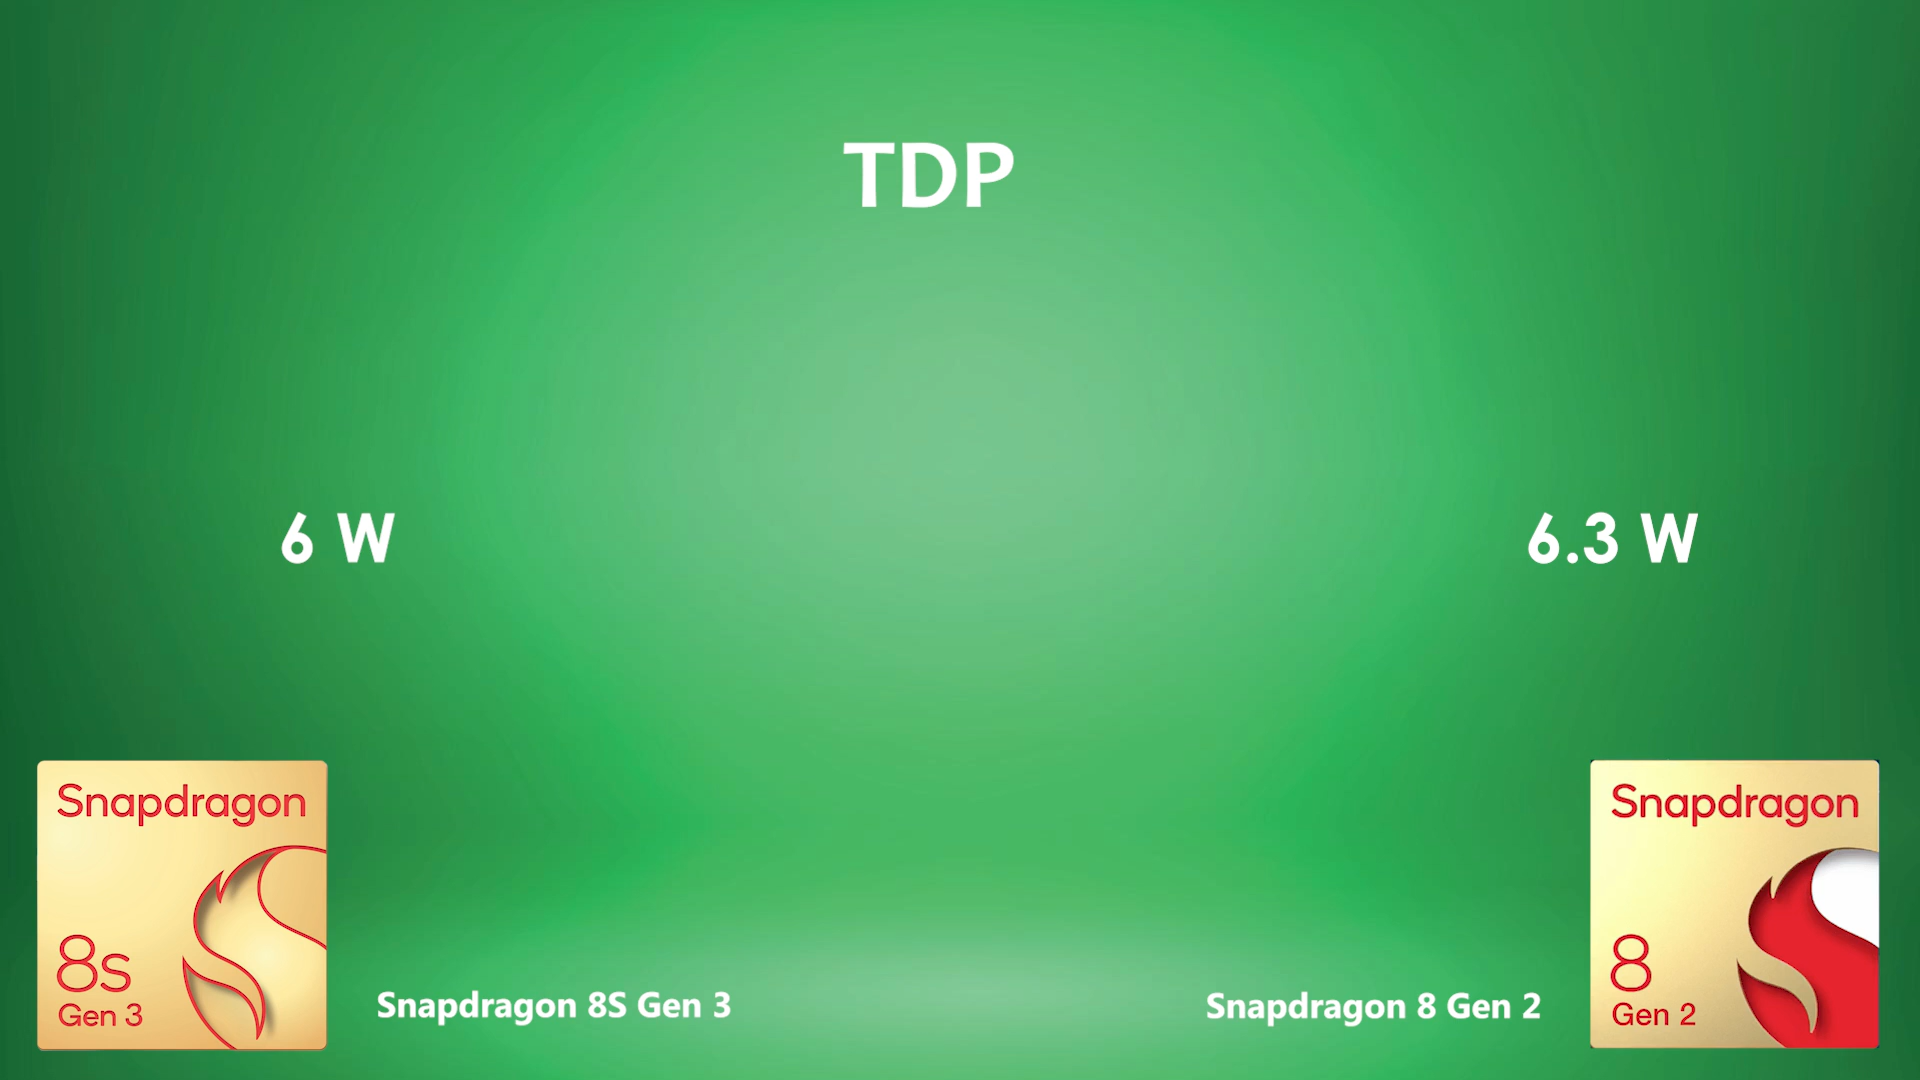 TDP
6 W
6.3 W
Snapdragon
8s
Gen 3
Snapdragon 8S Gen 3
Snapdragon 8 Gen 2
Snapdragon
8
Gen 2